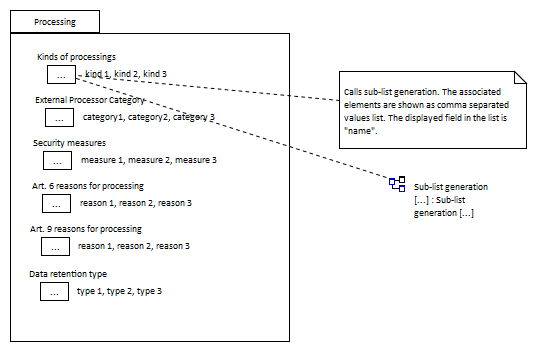 Processing
Kinds of processings
... kind 1, kind 2, kind 3
External Processor Category
... category1, category2, category 3
Security measures
... measure 1, measure 2, measure 3
Art. 6 reasons for processing
... reason 1, reason 2, reason 3
Art. 9 reasons for processing
... reason 1, reason 2, reason 3
Data retention type
... type 1, type 2, type 3
Calls sub-list generation. The associated
elements are shown as comma separated
values list. The displayed field in the list is
"name".
Sub-list generation
[...] : Sub-list
generation [...]